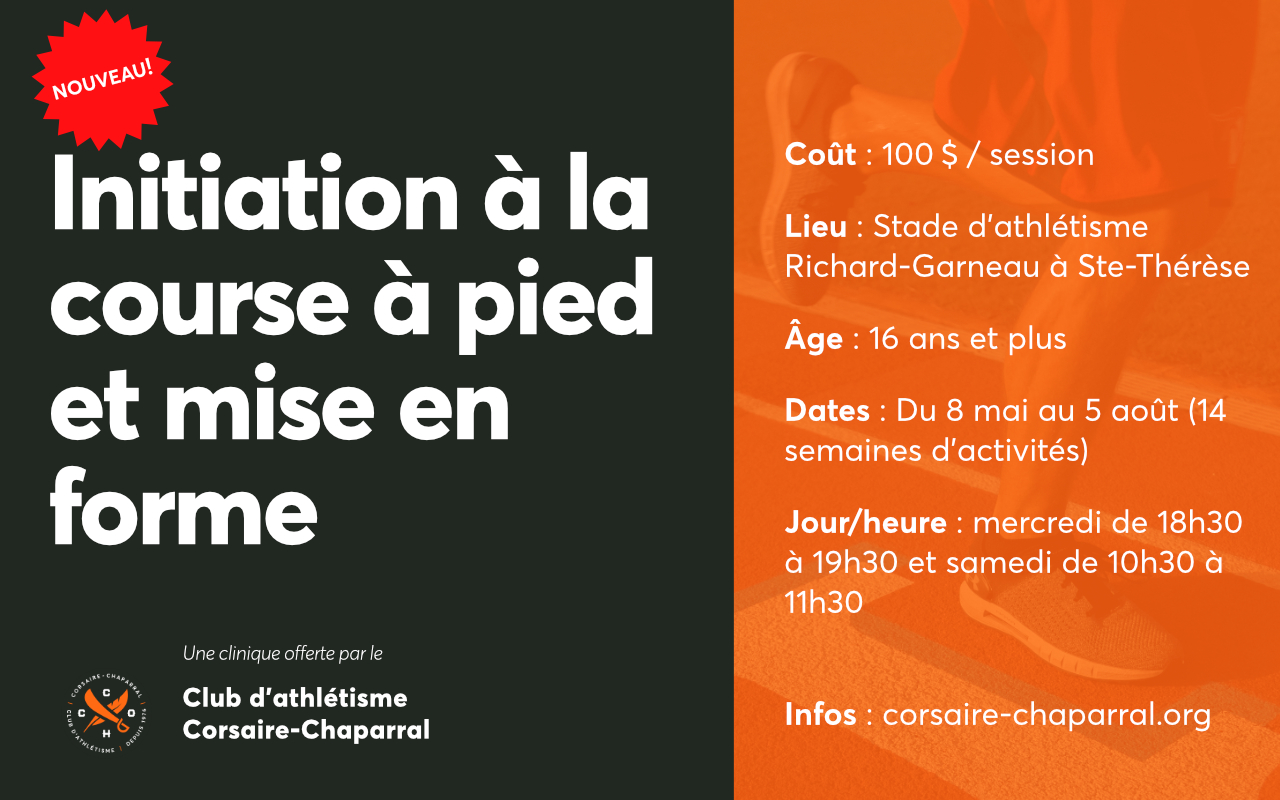 NOUVEAU!
Initiation à la
course à pied
et mise en
forme
Une clinique offerte par le
Club d'athlétisme
Corsaire-Chaparral
CORSAIRE-CHAPARRAL
CLUB D'ATHLÉTISME | DEPUIS 1974
C
C O
H
Coût : 100 $ / session
Lieu : Stade d'athlétisme
Richard-Garneau à Ste-Thérèse
Âge : 16 ans et plus
Dates : Du 8 mai au 5 août (14
semaines d'activités)
Jour/heure : mercredi de 18h30
à 19h30 et samedi de 10h30 à
11h30
Infos : corsaire-chaparral.org